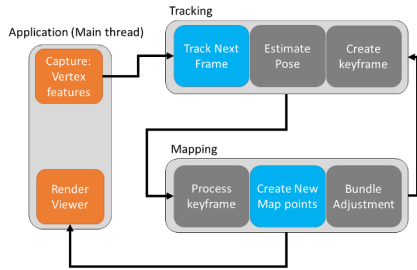 Tracking
Application (Main thread)
Capture:
Vertex
features
Track Next
Frame
Estimate
Pose
Create
keyframe
Mapping
Render
Viewer
Process
keyframe
Create New
Map points
Bundle
Adjustment